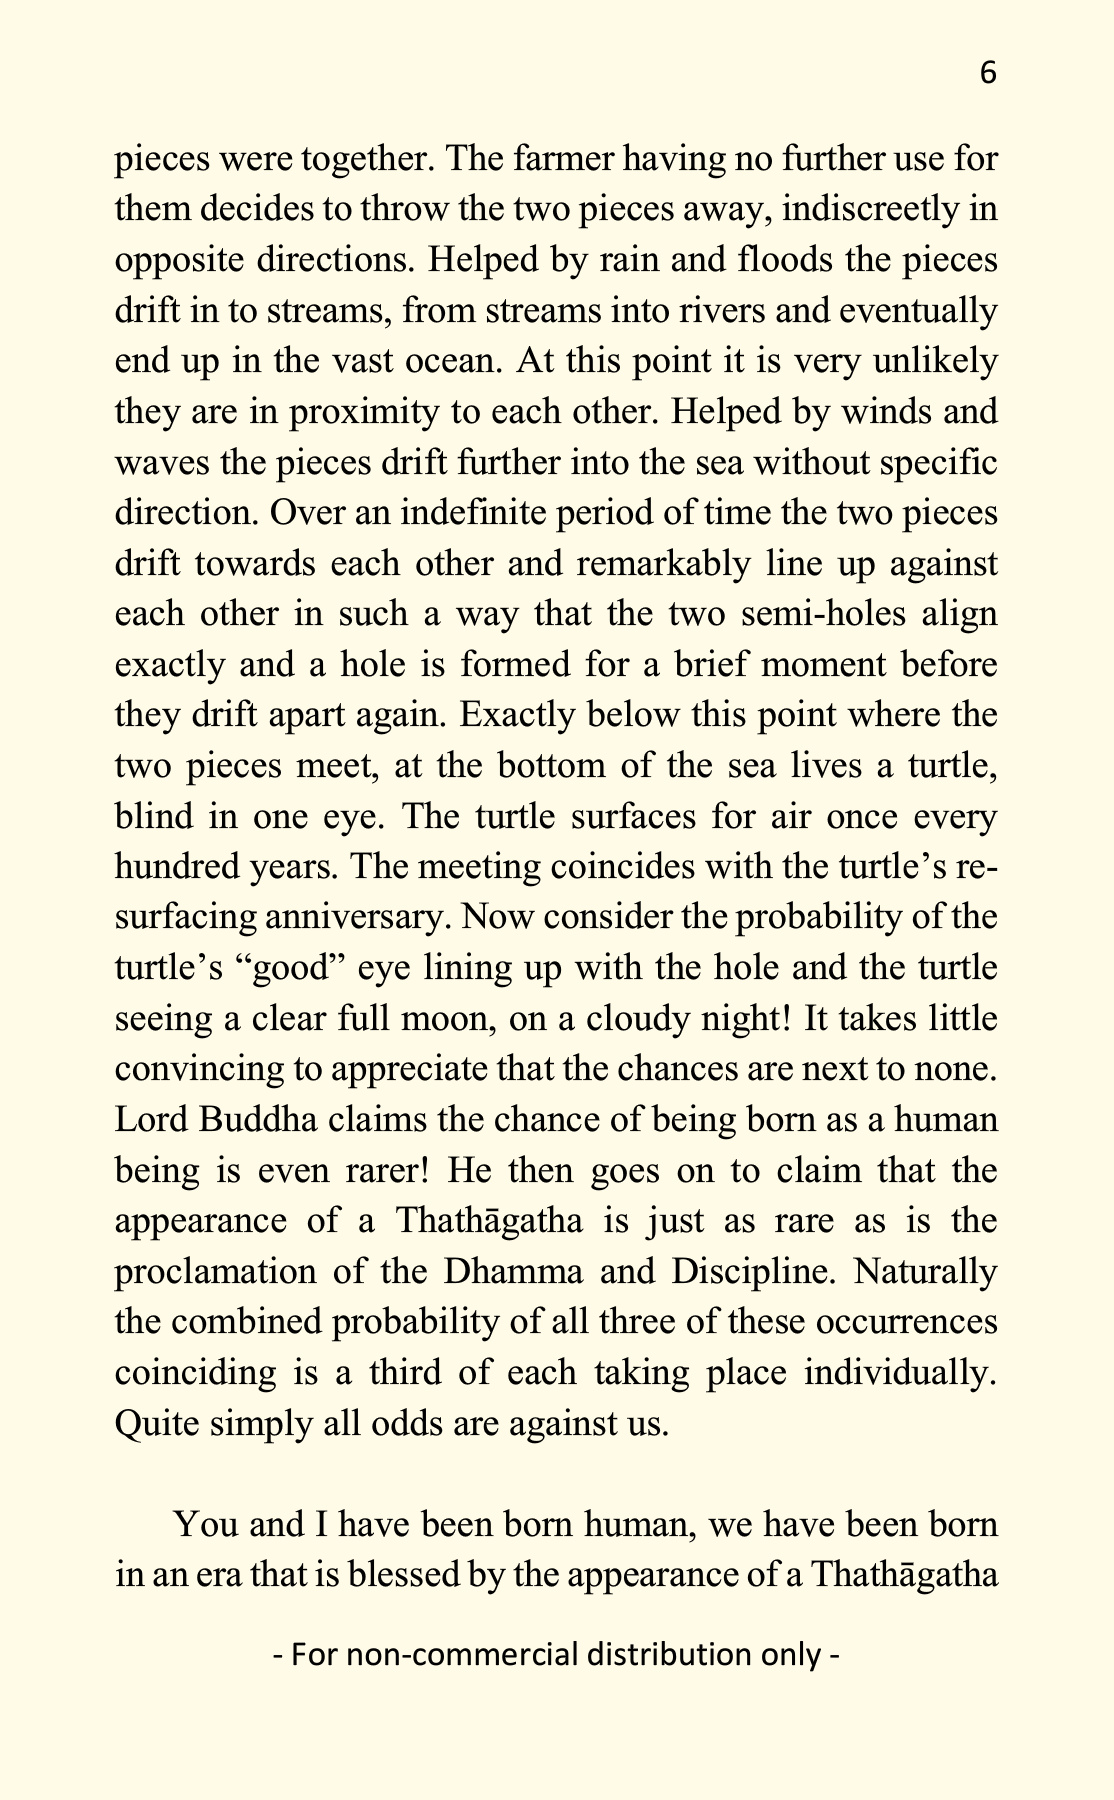 6
pieces were together. The farmer having no further use for
them decides to throw the two pieces away, indiscreetly in
opposite directions. Helped by rain and floods the pieces
drift in to streams, from streams into rivers and eventually
end up in the vast ocean. At this point it is very unlikely
they are in proximity to each other. Helped by winds and
waves the pieces drift further into the sea without specific
direction. Over an indefinite period of time the two pieces
drift towards each other and remarkably line up against
each other in such a way that the two semi-holes align
exactly and a hole is formed for a brief moment before
they drift apart again. Exactly below this point where the
two pieces meet, at the bottom of the sea lives a turtle,
blind in one eye. The turtle surfaces for air once every
hundred years. The meeting coincides with the turtle’s re-
surfacing anniversary. Now consider the probability of the
turtle’s “good” eye lining up with the hole and the turtle
seeing a clear full moon, on a cloudy night! It takes little
convincing to appreciate that the chances are next to none.
Lord Buddha claims the chance of being born as a human
being is even rarer! He then goes on to claim that the
appearance of a Thathāgatha is just as rare as is the
proclamation of the Dhamma and Discipline. Naturally
the combined probability of all three of these occurrences
coinciding is a third of each taking place individually.
Quite simply all odds are against us.
You and I have been born human, we have been born
in an era that is blessed by the appearance of a Thathāgatha
- For non-commercial distribution only -